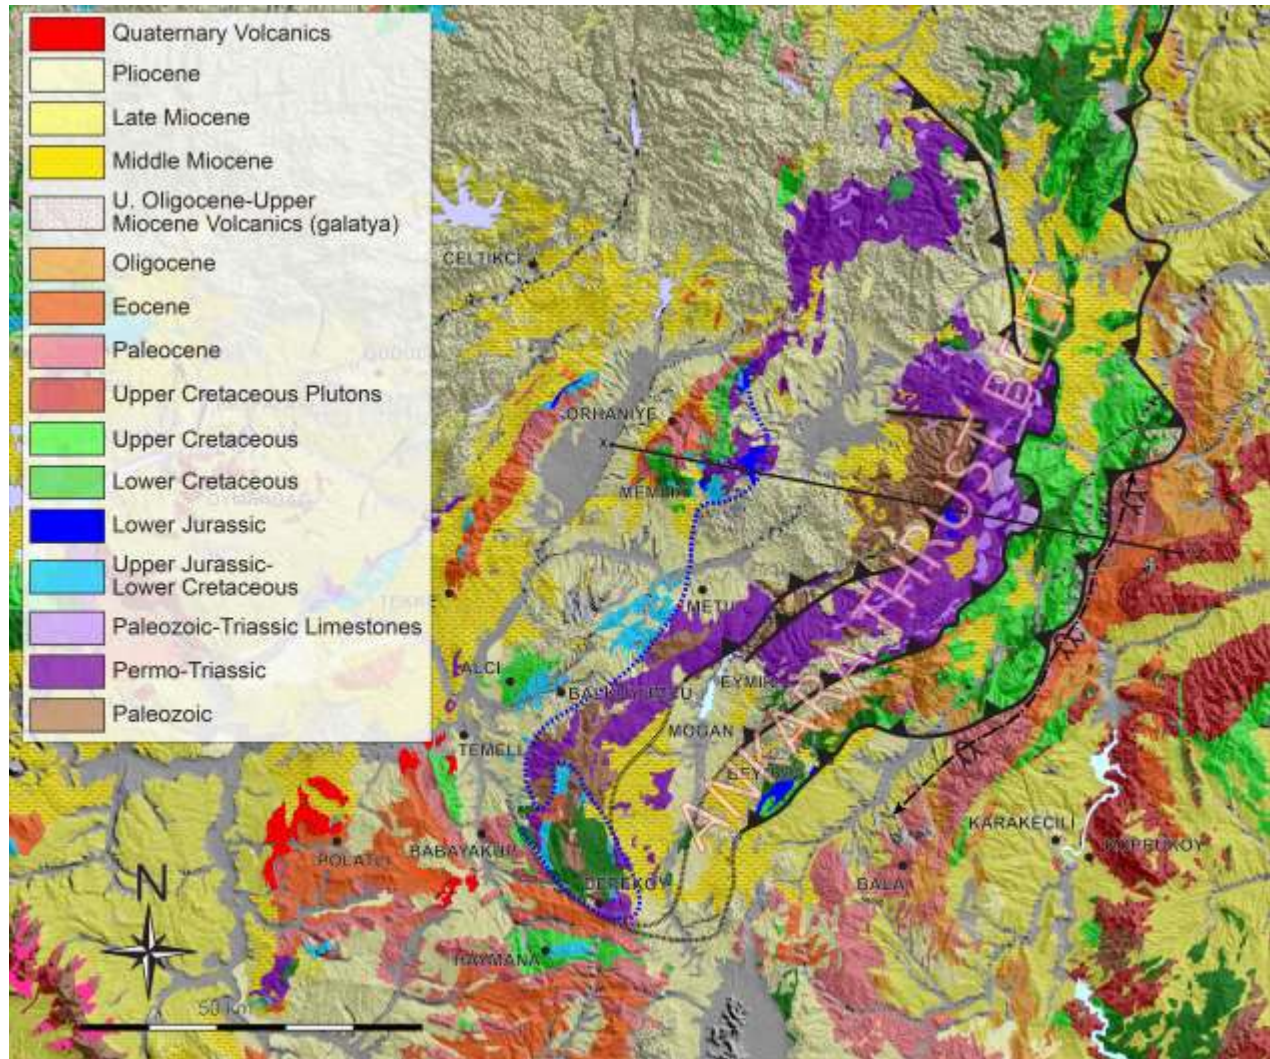 Quaternary Volcanics
Pliocene
Late Miocene
Middle Miocene
U. Oligocene-Upper
Miocene Volcanics (galatya)
Oligocene
Eocene
Paleocene
Upper Cretaceous Plutons
Upper Cretaceous
Lower Cretaceous
Lower Jurassic
Upper Jurassic-
Lower Cretaceous
Paleozoic-Triassic Limestones
Permo-Triassic
Paleozoic
CELTIKCI
ORHANIYE
X
METU
ALCI
EYMIR
MOGAN
TEMELLI
ANKARA THRUST BELT
KARAKECILI
POLATLI
BALA
DEREKOY
HAYMANA
N
50 km